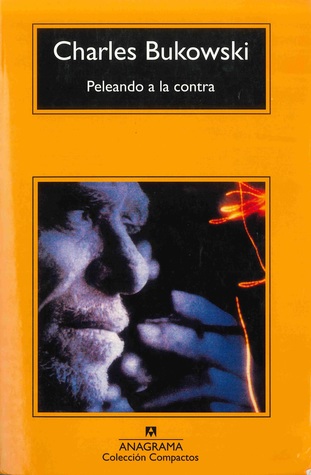 Charles Bukowski
Peleando a la contra
ANAGRAMA
Colección Compactos